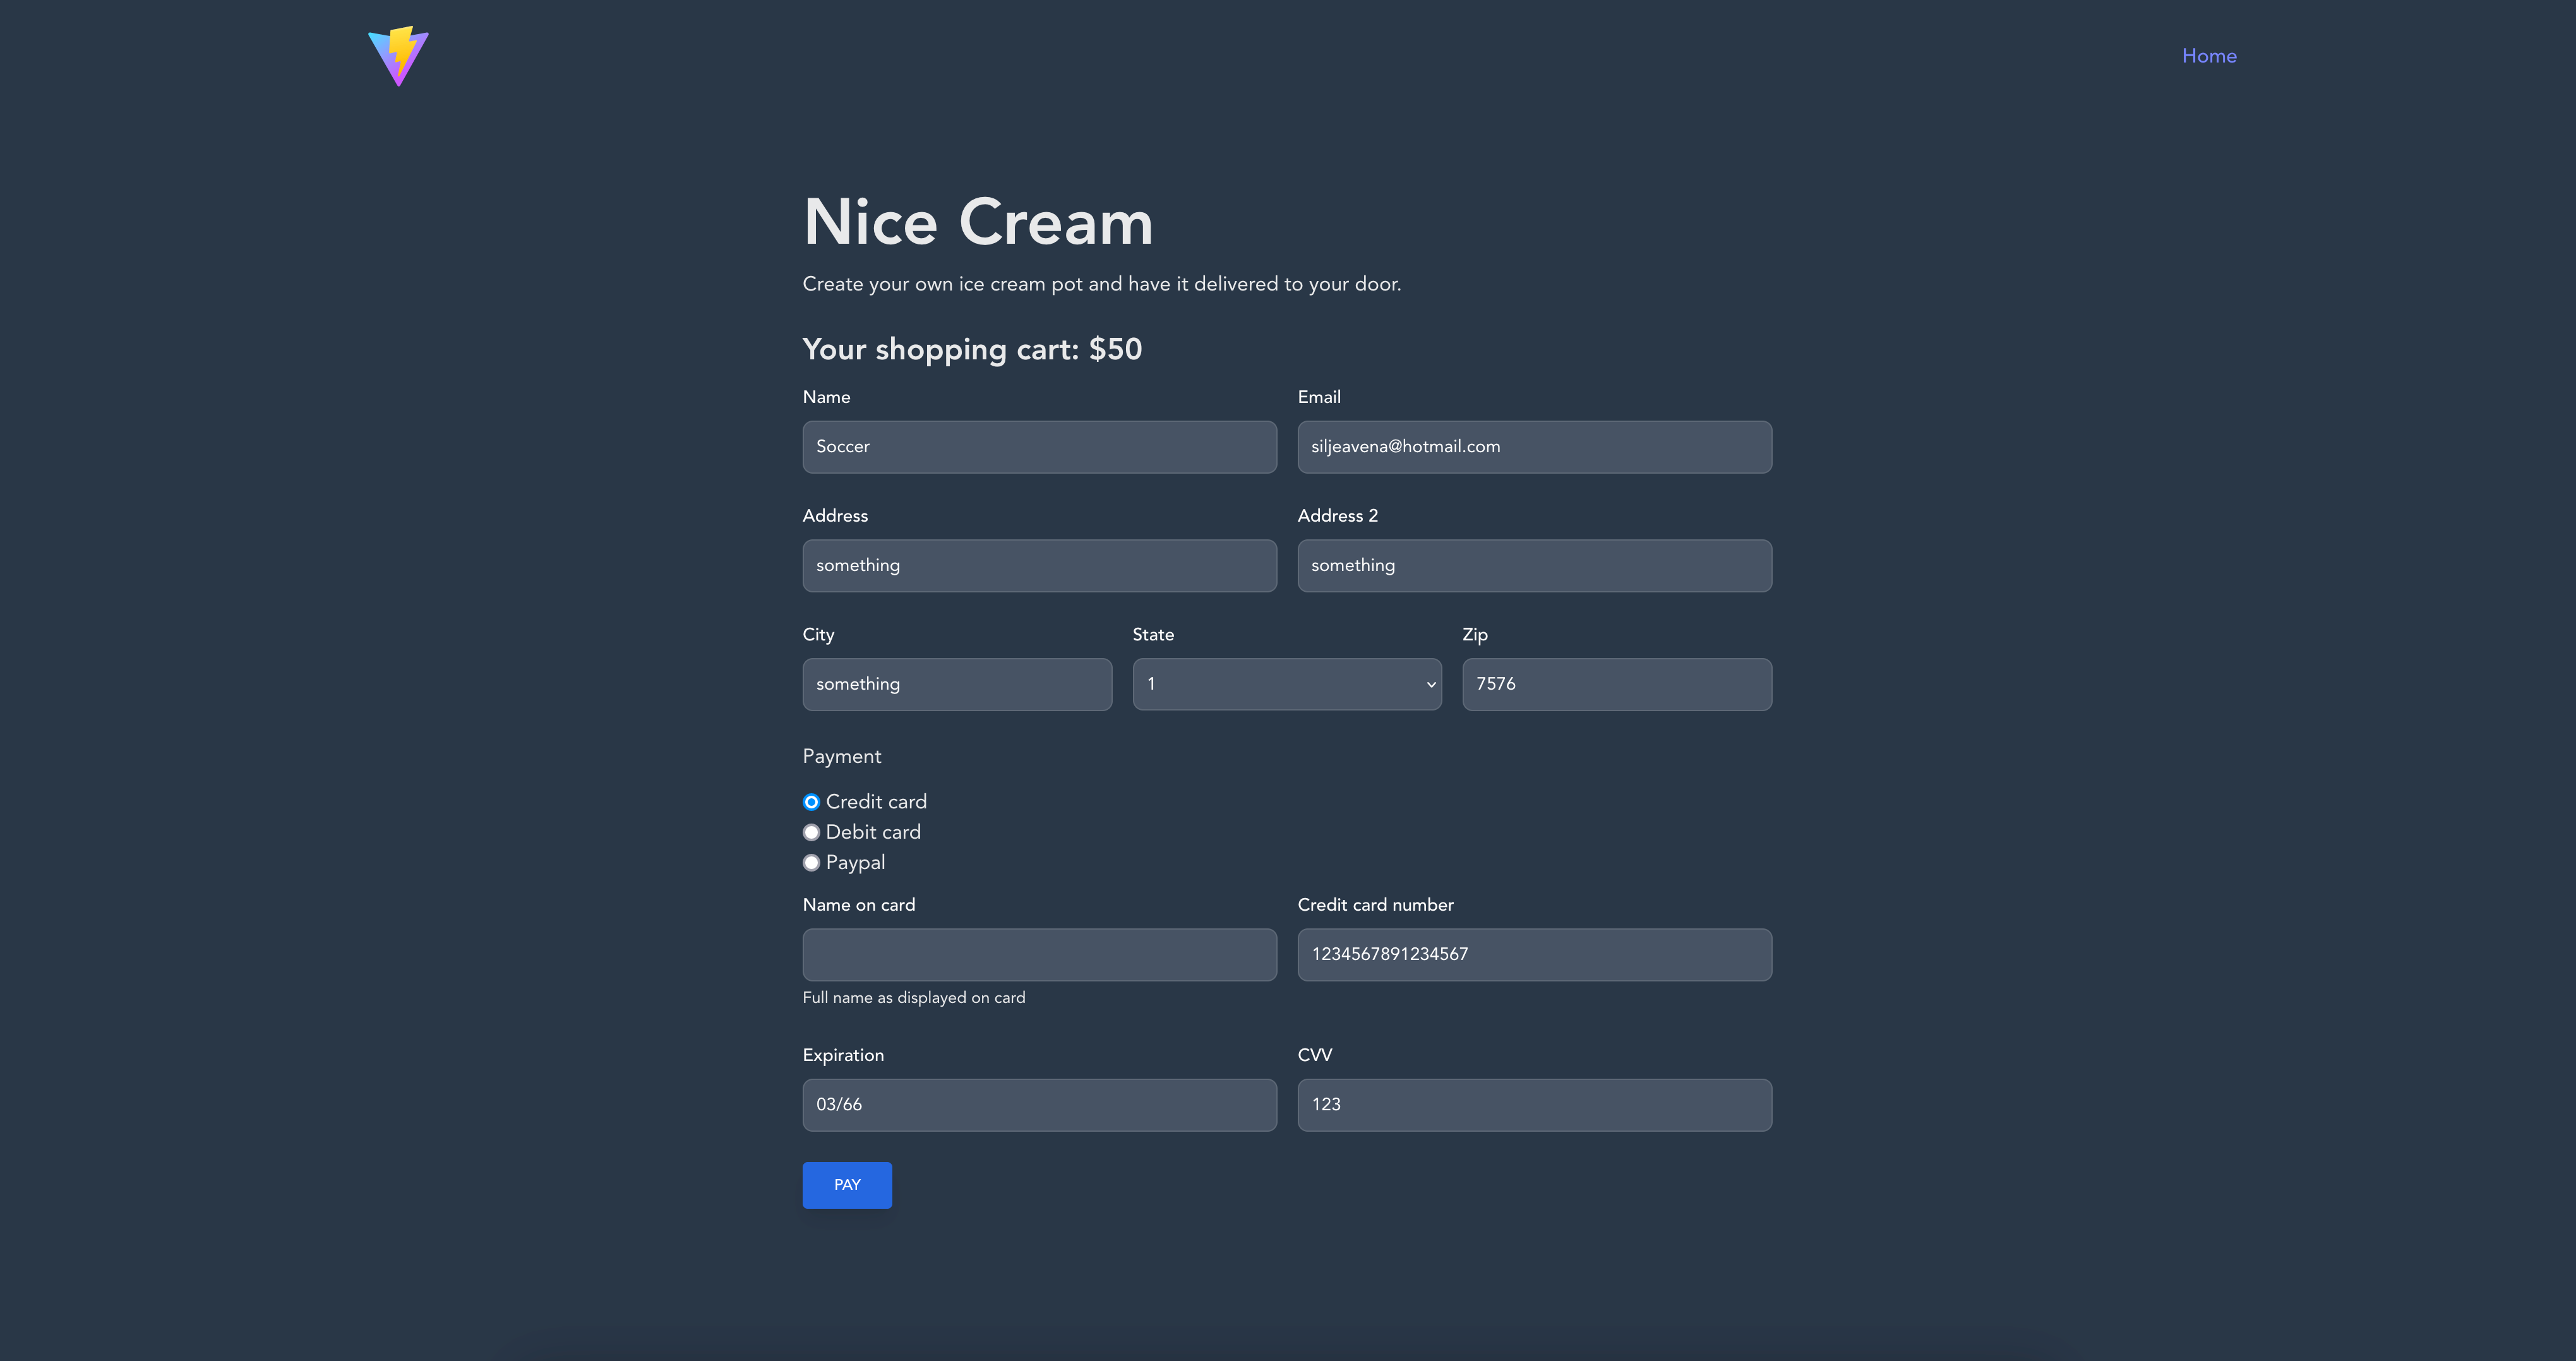 Home
Nice Cream
Create your own ice cream pot and have it delivered to your door.
Your shopping cart: $50
Name Email
Soccer siljeavena@hotmail.com
Address Address 2
something something
City State Zip
something 1 7576
Payment
Credit card
Debit card
Paypal
Name on card Credit card number
1234567891234567
Full name as displayed on card
Expiration CVV
03/66 123
PAY